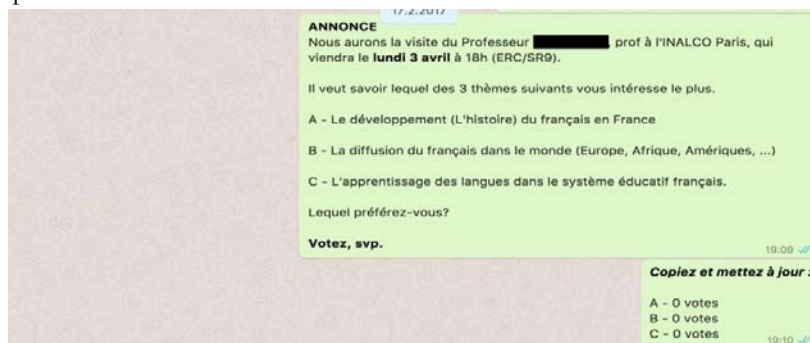 17.2.2017
ANNONCE
Nous aurons la visite du Professeur , prof à l'INALCO Paris, qui
viendra le lundi 3 avril à 18h (ERC/SR9).
Il veut savoir lequel des 3 thèmes suivants vous intéresse le plus.
A - Le développement (L'histoire) du français en France
B - La diffusion du français dans le monde (Europe, Afrique, Amériques, ...)
C - L'apprentissage des langues dans le système éducatif français.
Lequel préférez-vous?
Votez, svp.
19:09
Copiez et mettez à jour :
A - 0 votes
B - 0 votes
C - 0 votes
19:10